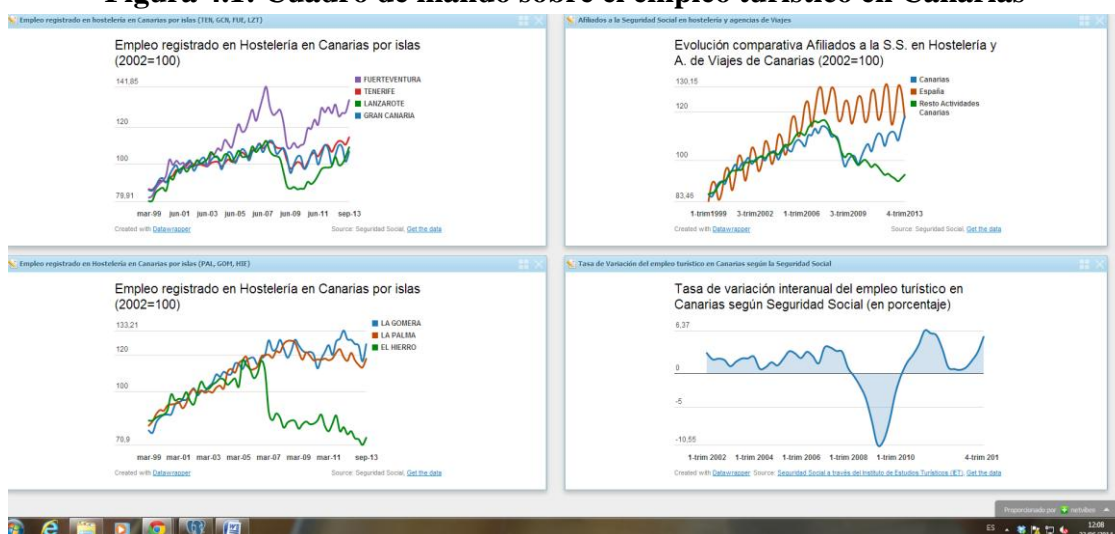 Figura 4.1. Cuadro de mando sobre el empleo turístico en Canarias
Empleo registrado en hostelería en Canarias por islas (TEN, GCN, FUE, LZT)
Empleo registrado en Hostelería en Canarias por islas
(2002=100)
141,85
120
100
79,91
FUERTEVENTURA
TENERIFE
LANZAROTE
GRAN CANARIA
mar-99 jun-01 jun-03 jun-05 jun-07 jun-09 jun-11 sep-13
Created with Datawrapper
Source: Seguridad Social, Get the data
Afiliados a la Seguridad Social en hostelería y agencias de Viajes
Evolución comparativa Afiliados a la S.S. en Hostelería y
A. de Viajes de Canarias (2002=100)
130,15
120
100
83,46
Canarias
España
Resto Actividades
Canarias
1-trim1999 3-trim2002 1-trim2006 3-trim2009 4-trim2013
Created with Datawrapper
Source: Seguridad Social, Get the data
Empleo registrado en Hostelería en Canarias por islas (PAL, GOM, HIE)
Empleo registrado en Hostelería en Canarias por islas
(2002=100)
133,21
120
100
70,9
LA GOMERA
LA PALMA
EL HIERRO
mar-99 mar-01 mar-03 mar-05 mar-07 mar-09 mar-11 sep-13
Created with Datawrapper
Source: Seguridad Social, Get the data
Tasa de Variación del empleo turístico en Canarias según la Seguridad Social
Tasa de variación interanual del empleo turístico en
Canarias según Seguridad Social (en porcentaje)
6,37
0
-5
-10,55
1-trim 2002 1-trim 2004 1-trim 2006 1-trim 2008 1-trim 2010 4-trim 201
Created with Datawrapper Source: Seguridad Social a través del Instituto de Estudios Turísticos (IET), Get the data
Proporcionado por netvibes
ES 12:08